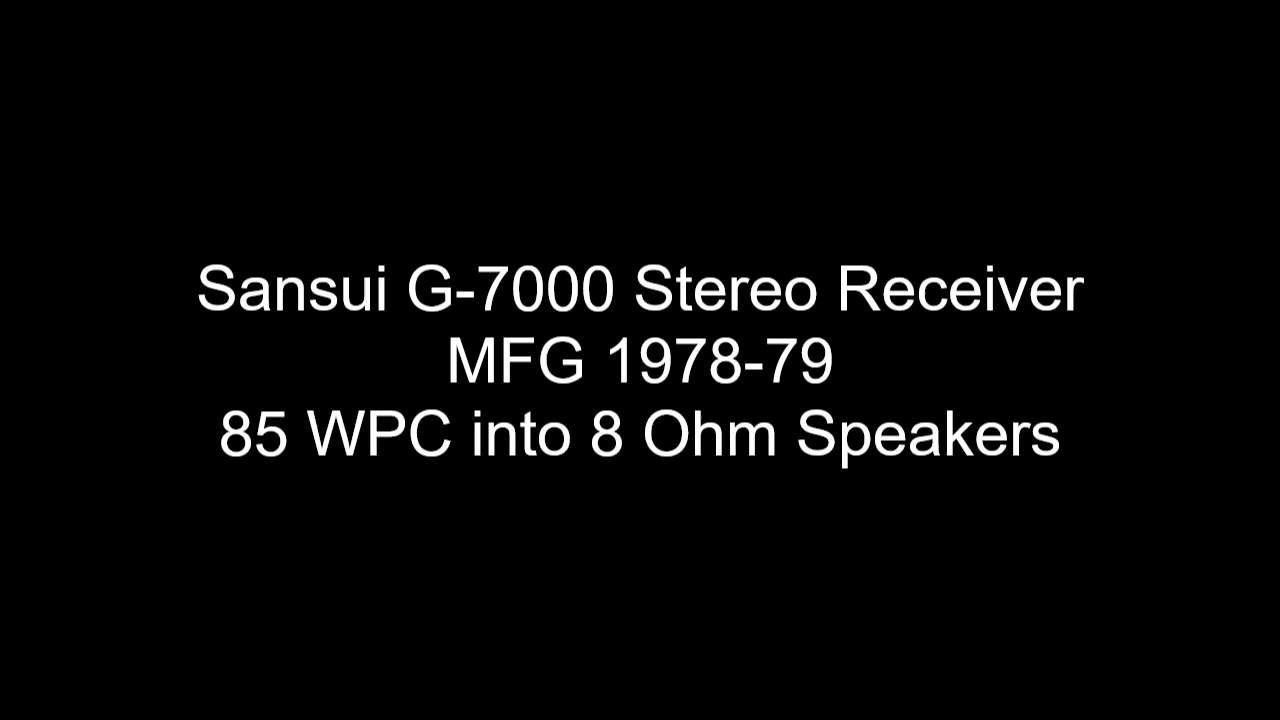 Sansui G-7000 Stereo Receiver
MFG 1978-79
85 WPC into 8 Ohm Speakers